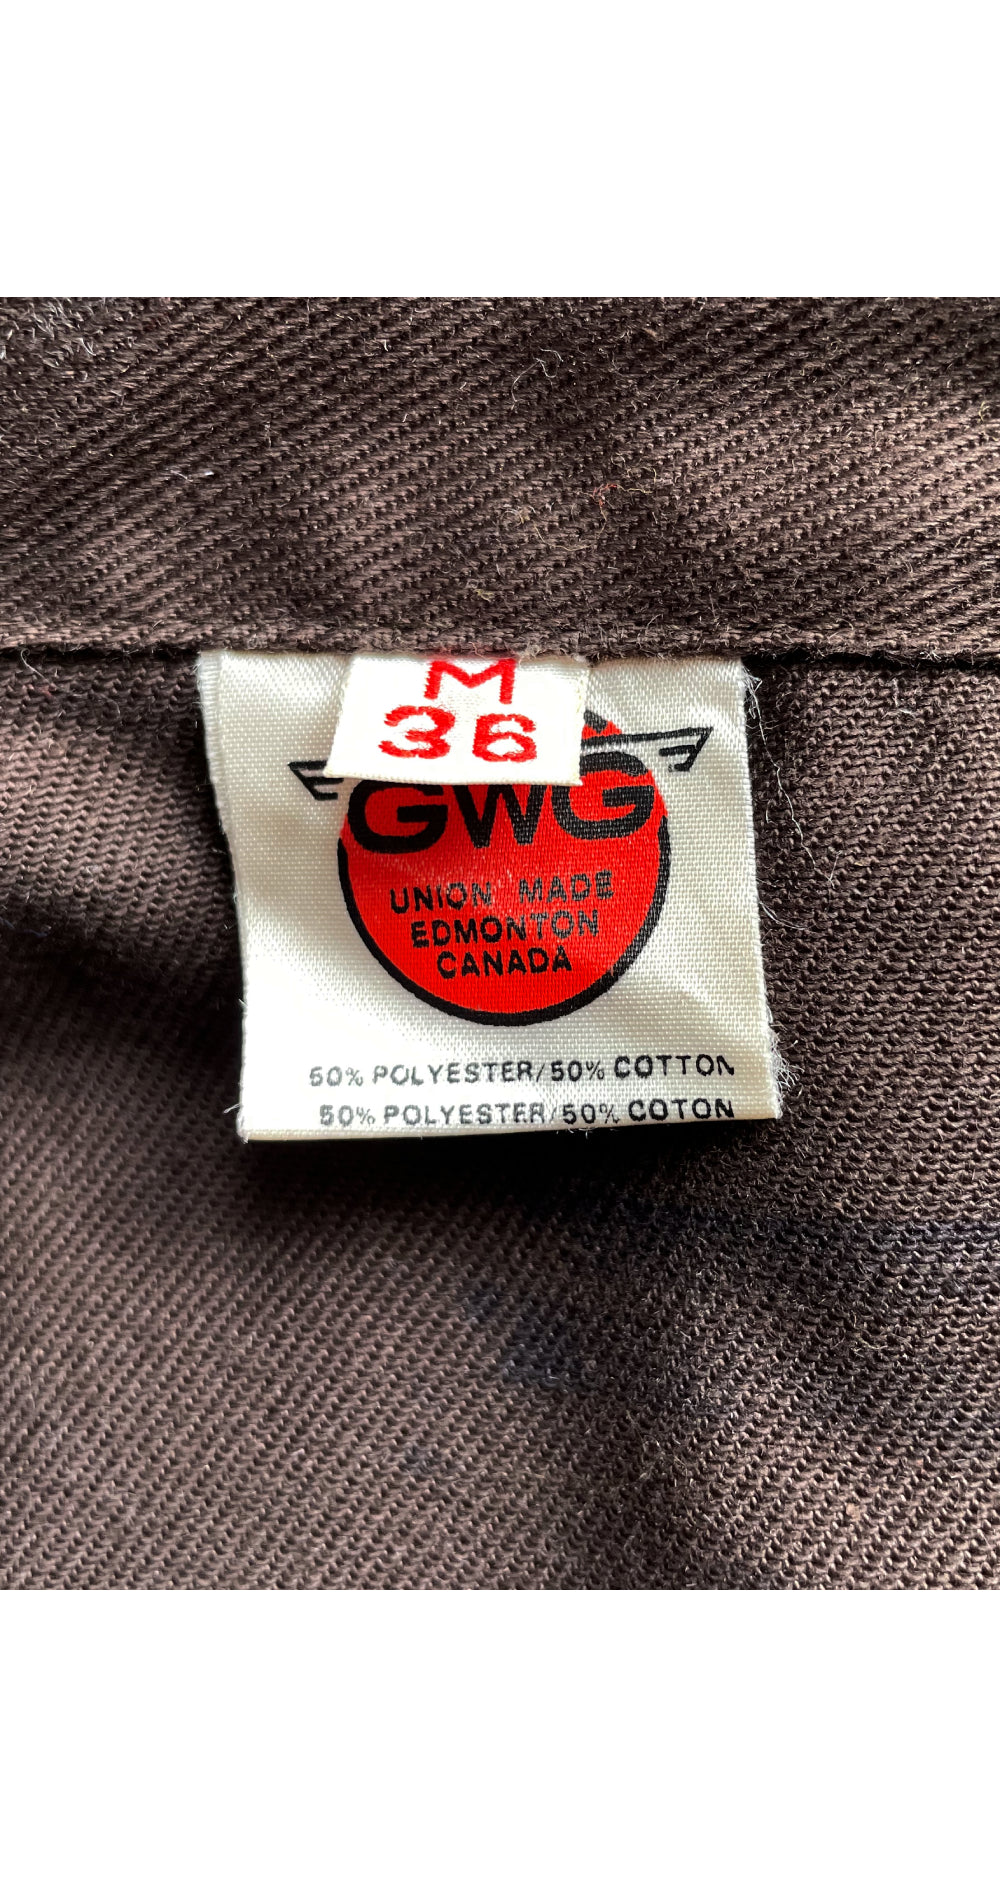 M
36
GWG
UNION MADE
EDMONTON
CANADA
50% POLYESTER/50% COTTON
50% POLYESTER/50% COTON